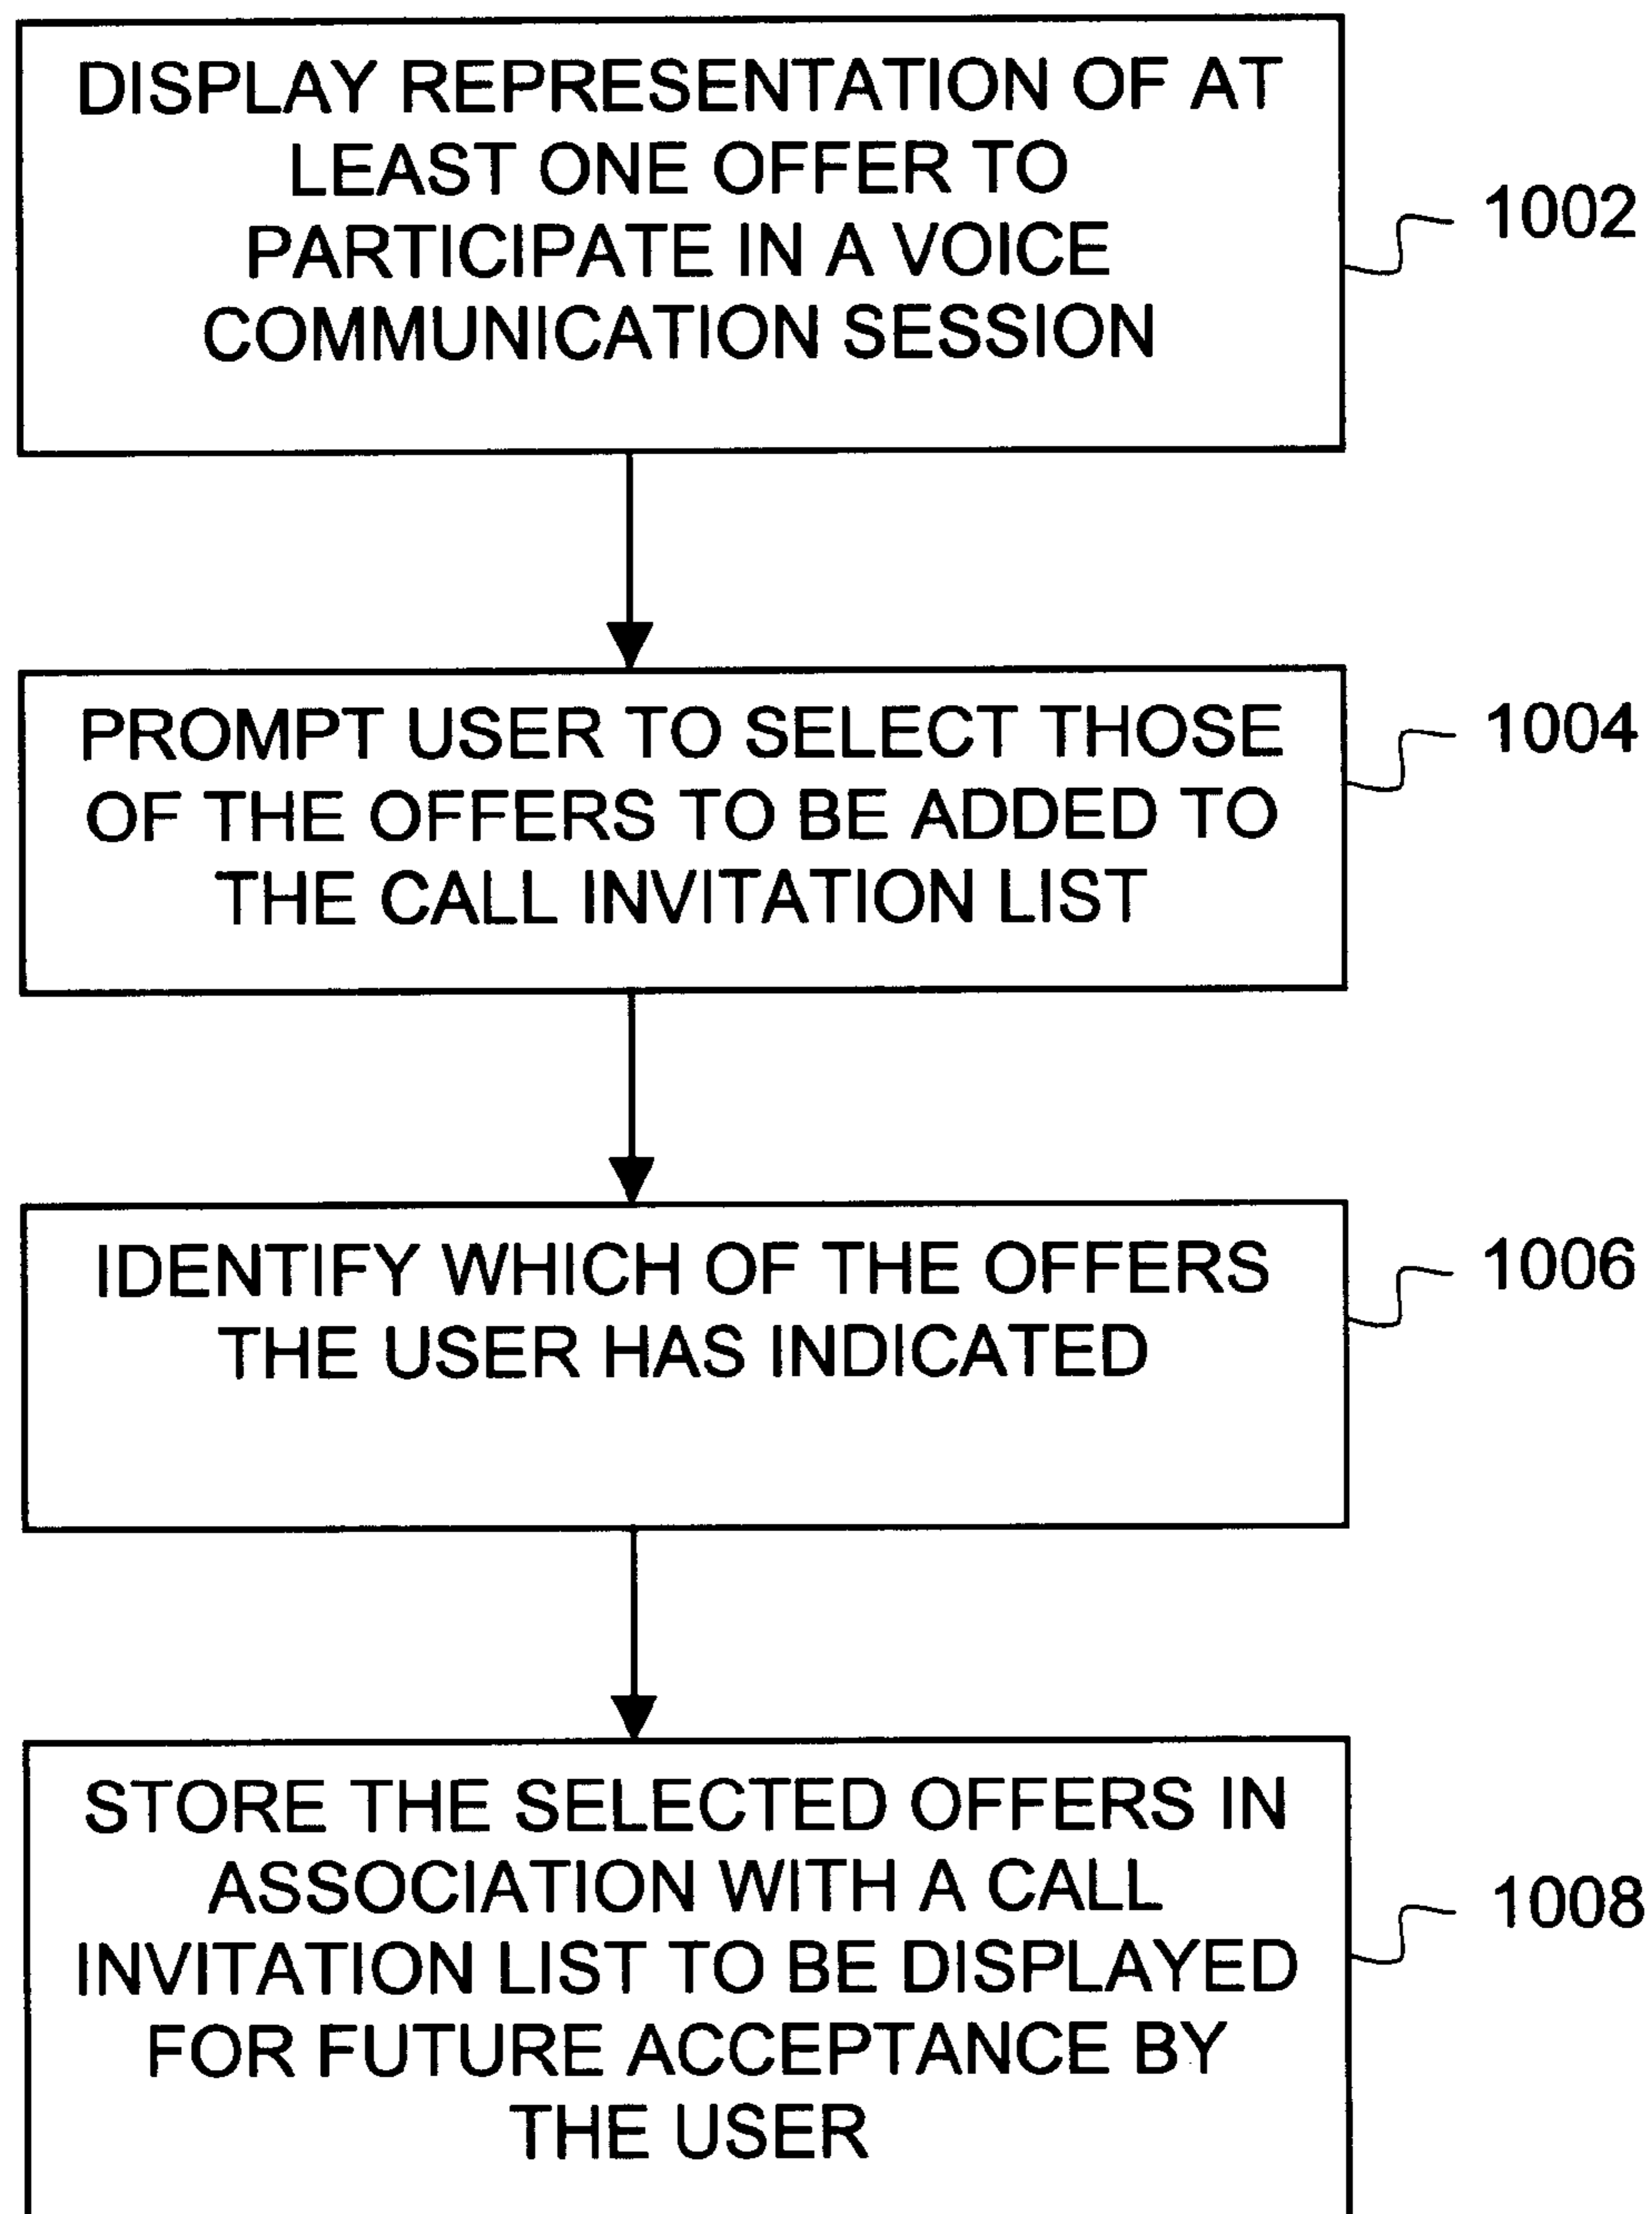 DISPLAY REPRESENTATION OF AT
LEAST ONE OFFER TO
PARTICIPATE IN A VOICE
COMMUNICATION SESSION
1002
PROMPT USER TO SELECT THOSE
OF THE OFFERS TO BE ADDED TO
THE CALL INVITATION LIST
1004
IDENTIFY WHICH OF THE OFFERS
THE USER HAS INDICATED
1006
STORE THE SELECTED OFFERS IN
ASSOCIATION WITH A CALL
INVITATION LIST TO BE DISPLAYED
FOR FUTURE ACCEPTANCE BY
THE USER
1008